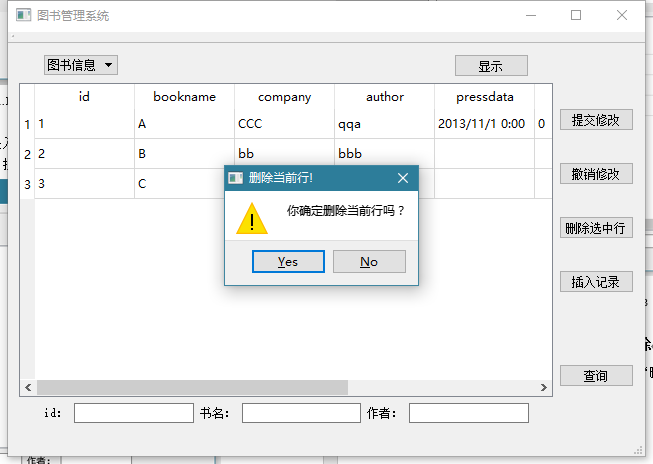 图书管理系统
图书信息
显示
id bookname company author pressdata
1 1 A CCC qqa 2013/11/1 0:00 0
2 2 B bb bbb
3 3 C
提交修改
撤销修改
删除选中行
插入记录
查询
删除当前行!
你确定删除当前行吗？
Yes No
id： 书名： 作者：
作者：